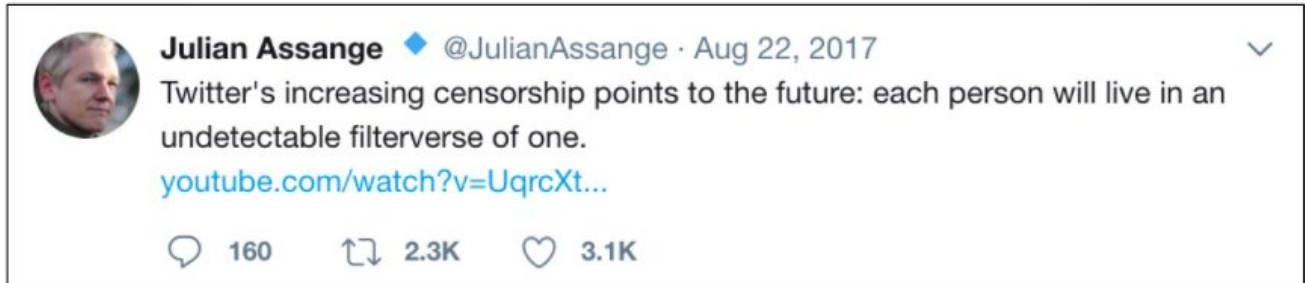 Julian Assange 🔷 @JulianAssange · Aug 22, 2017
Twitter's increasing censorship points to the future: each person will live in an
undetectable filterverse of one.
youtube.com/watch?v=UqrcXt...
160 2.3K 3.1K